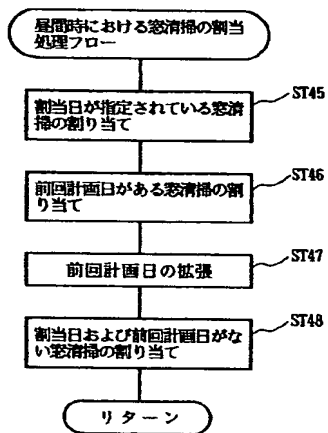 昼間時における窓清掃の割当
処理フロー
ST45
割当日が指定されている窓清
掃の割り当て
ST46
前回計画日がある窓清掃の割
り当て
ST47
前回計画日の拡張
ST48
割当日および前回計画日がな
い窓清掃の割り当て
リターン